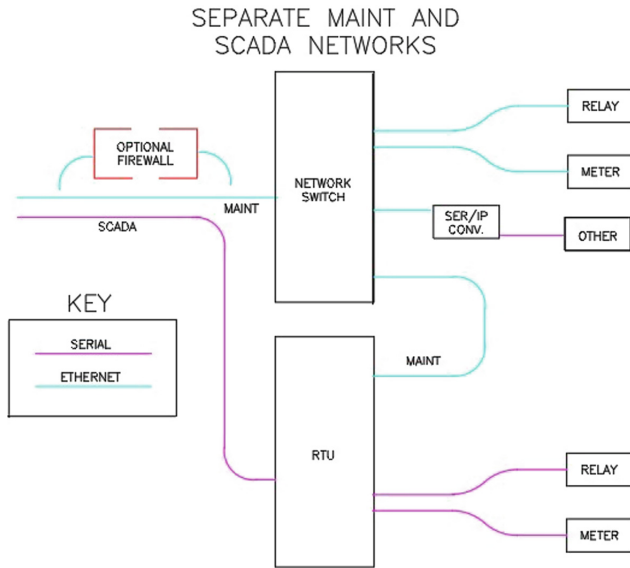 SEPARATE MAINT AND
SCADA NETWORKS
OPTIONAL
FIREWALL
MAINT
SCADA
NETWORK
SWITCH
RELAY
METER
SER/IP
CONV.
OTHER
KEY
SERIAL
ETHERNET
MAINT
RTU
RELAY
METER